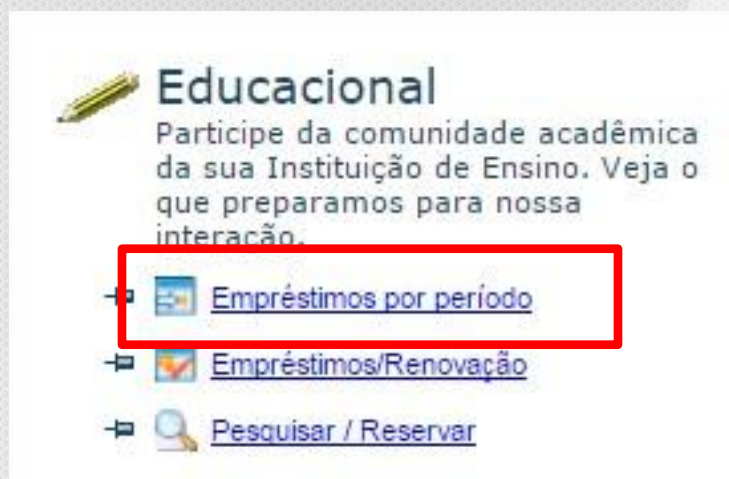 Educacional
Participe da comunidade acadêmica
da sua Instituição de Ensino. Veja o
que preparamos para nossa
interação.
Empréstimos por período
Empréstimos/Renovação
Pesquisar / Reservar